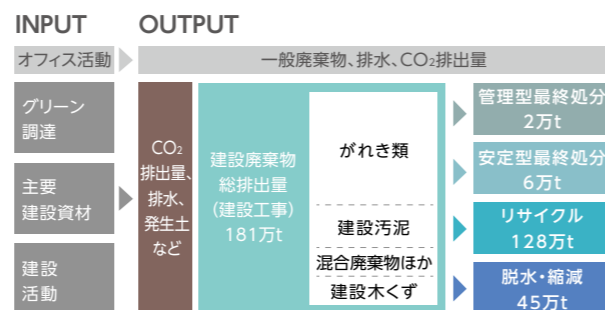 INPUT
OUTPUT
オフィス活動
一般廃棄物、排水、CO2排出量
グリーン
調達
主要
建設資材
建設
活動
CO2
排出量、
排水、
発生土
など
建設廃棄物
総排出量
(建設工事)
181万t
がれき類
建設汚泥
混合廃棄物ほか
建設木くず
管理型最終処分
2万t
安定型最終処分
6万t
リサイクル
128万t
脱水・縮減
45万t